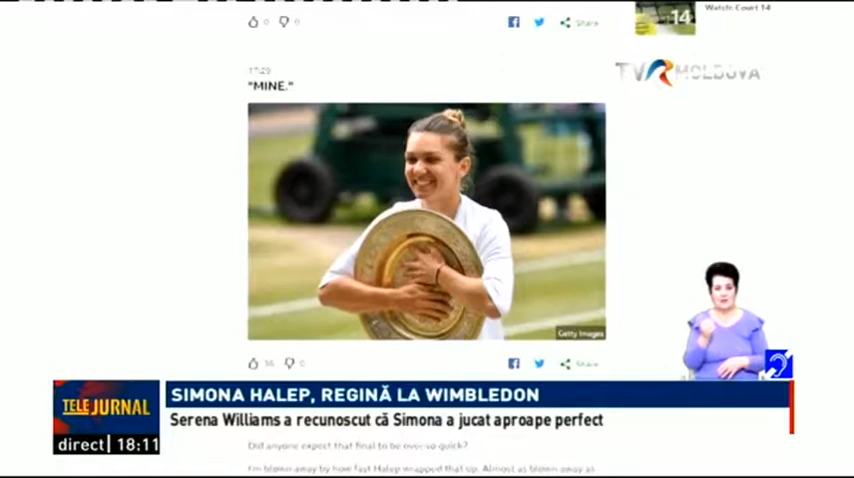 0 0 Share
14 Watch: Court 14
17:29
TVR MOLDOVA
"MINE."
Getty Images
36 0 Share
SIMONA HALEP, REGINĂ LA WIMBLEDON
TELEJURNAL
Serena Williams a recunoscut că Simona a jucat aproape perfect
direct 18:11
Did anyone expect that final to be over so quick?
I'm blown away by how fast Halep wrapped that up. Almost as blown away as